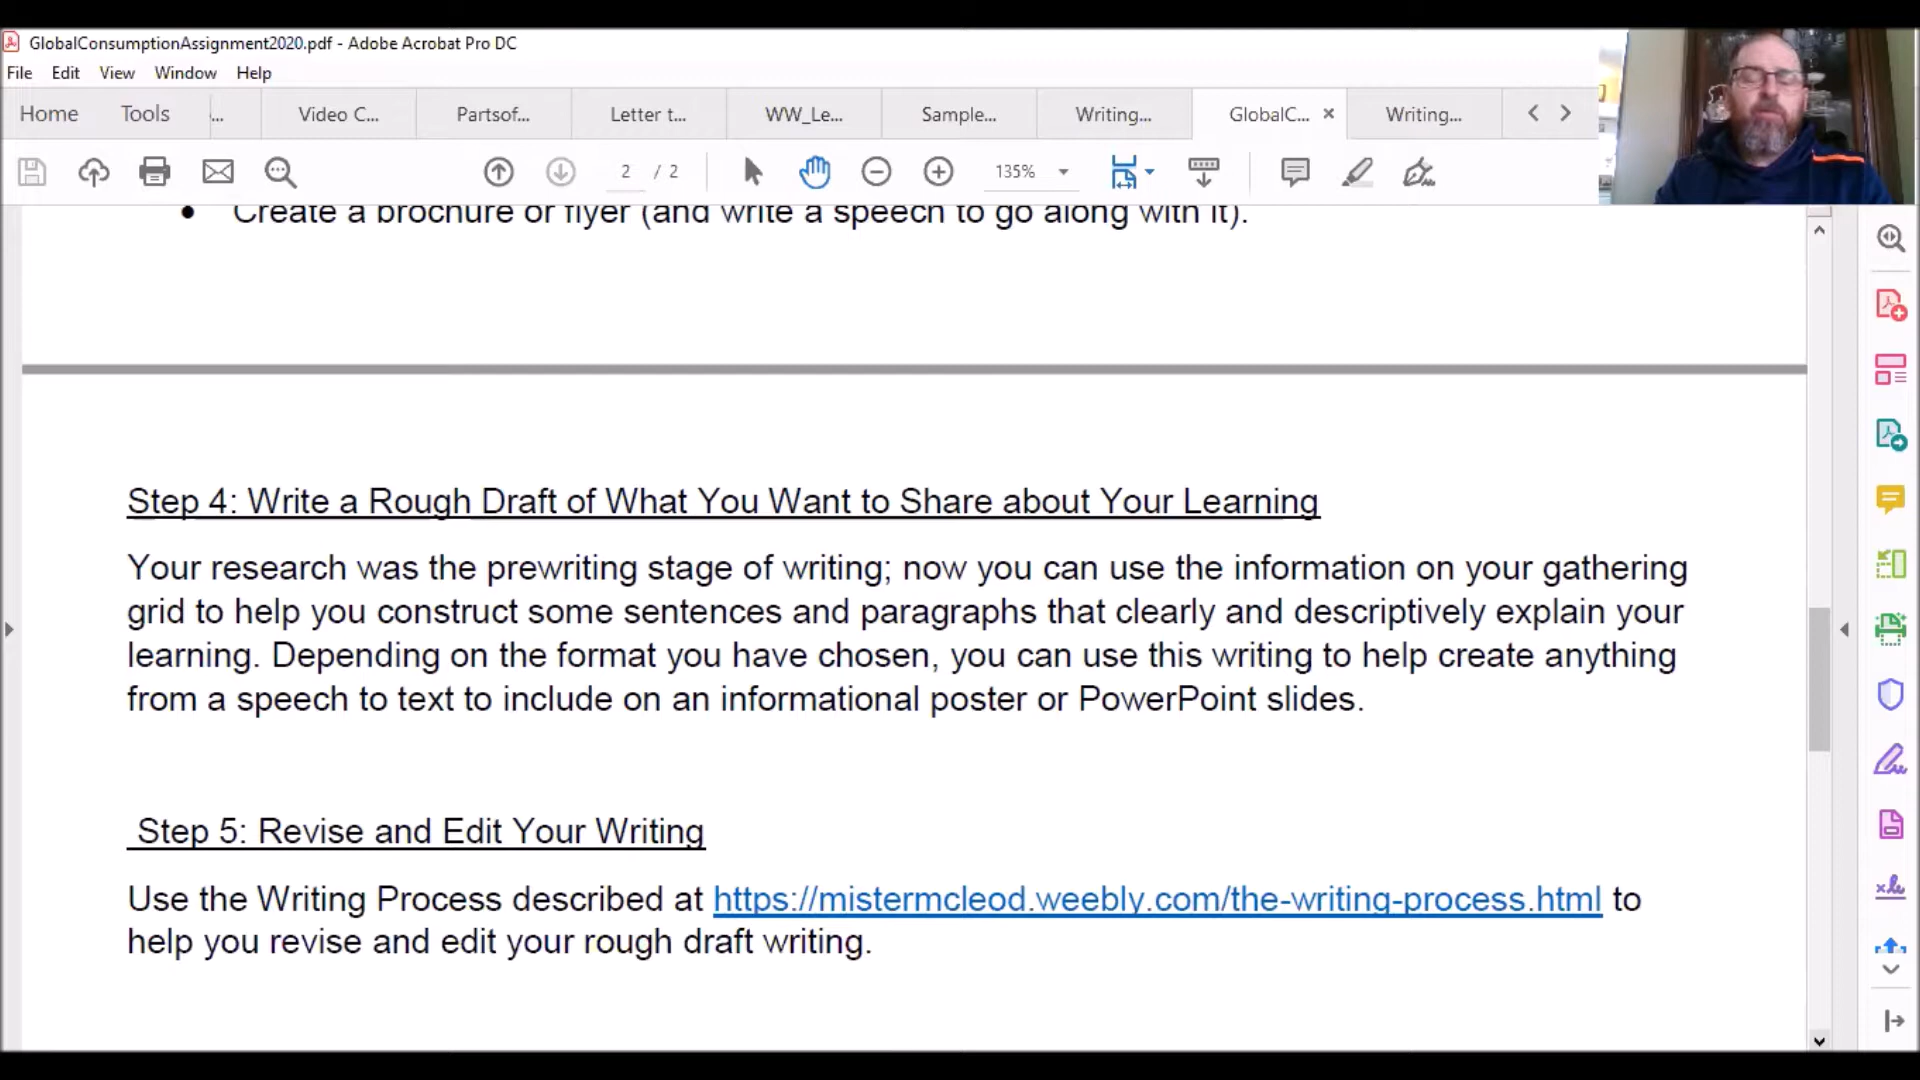 GlobalConsumptionAssignment2020.pdf - Adobe Acrobat Pro DC
File Edit View Window Help
Home Tools ... Video C... Partsof... Letter t... WW_Le... Sample... Writing... GlobalC... Writing...
2 / 2 135%
• Create a brochure or flyer (and write a speech to go along with it).
Step 4: Write a Rough Draft of What You Want to Share about Your Learning
Your research was the prewriting stage of writing; now you can use the information on your gathering
grid to help you construct some sentences and paragraphs that clearly and descriptively explain your
learning. Depending on the format you have chosen, you can use this writing to help create anything
from a speech to text to include on an informational poster or PowerPoint slides.
Step 5: Revise and Edit Your Writing
Use the Writing Process described at https://mistermcleod.weebly.com/the-writing-process.html to
help you revise and edit your rough draft writing.